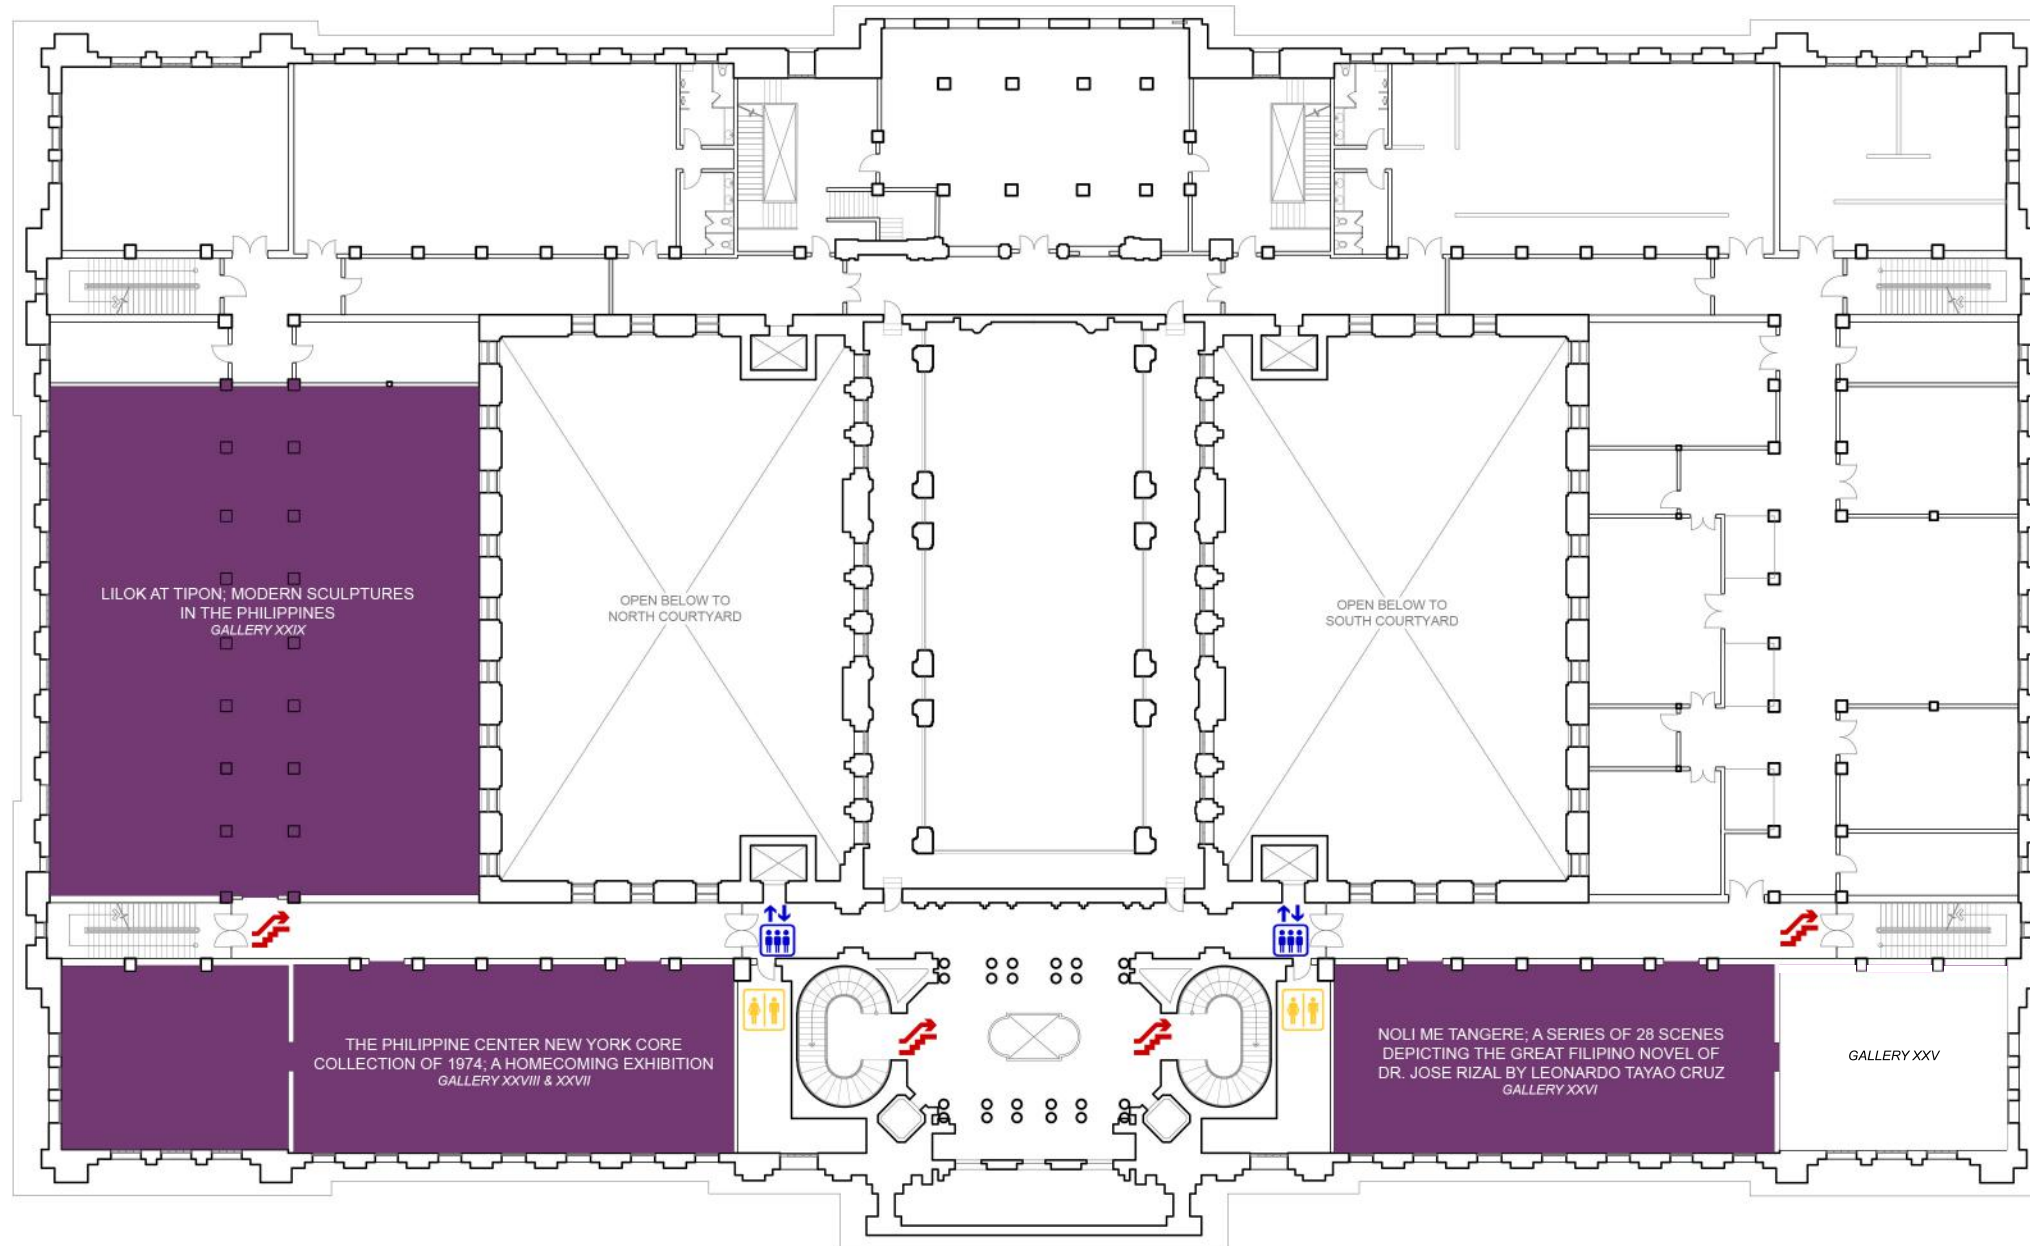 LILOK AT TIPON; MODERN SCULPTURES
IN THE PHILIPPINES
GALLERY XXIX
OPEN BELOW TO
NORTH COURTYARD
OPEN BELOW TO
SOUTH COURTYARD
THE PHILIPPINE CENTER NEW YORK CORE
COLLECTION OF 1974; A HOMECOMING EXHIBITION
GALLERY XXVIII & XXVII
NOLI ME TANGERE; A SERIES OF 28 SCENES
DEPICTING THE GREAT FILIPINO NOVEL OF
DR. JOSE RIZAL BY LEONARDO TAYAO CRUZ
GALLERY XXVI
GALLERY XXV